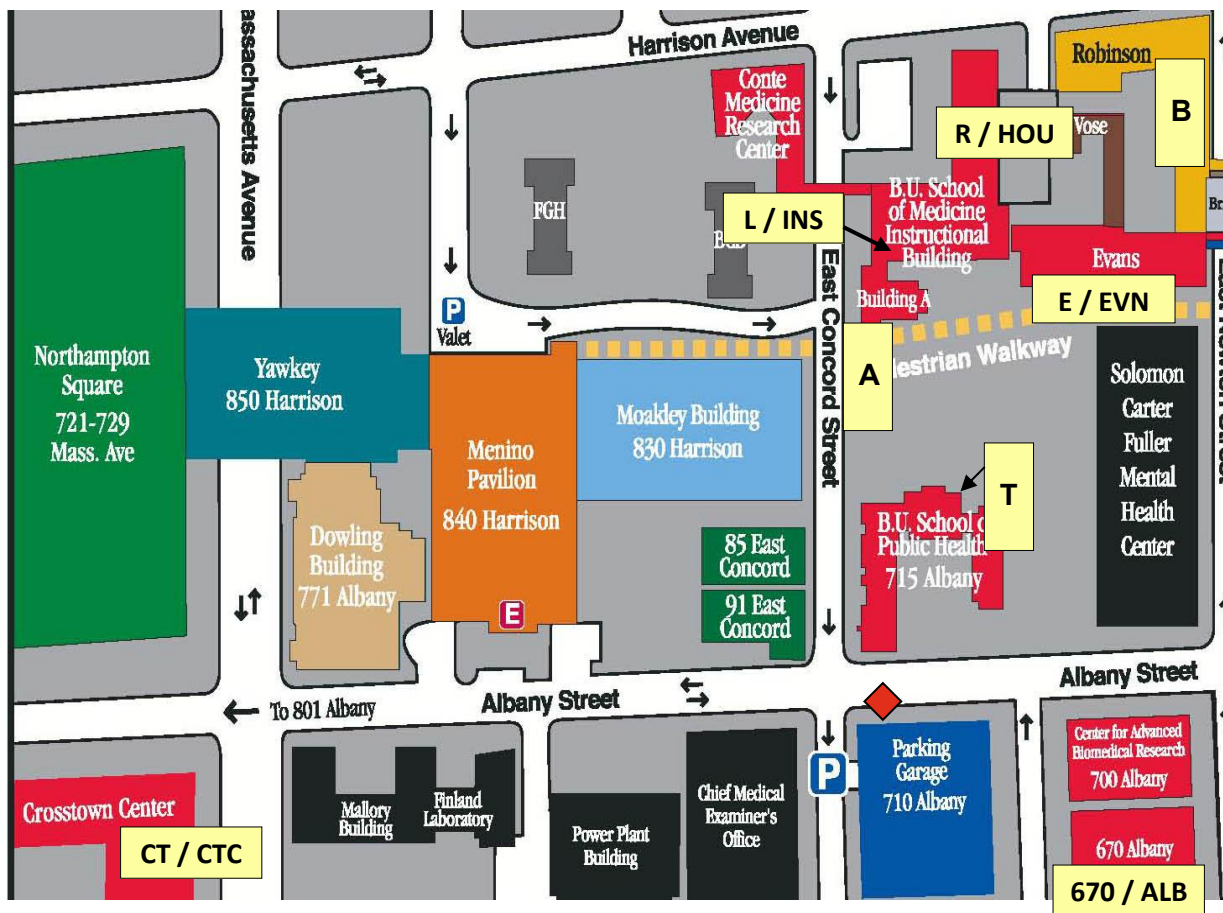 Harrison Avenue
Massachusetts Avenue
Conte
Medicine
Research
Center
Robinson
B
R / HOU
Vose
FGH
L / INS
B.U. School
of Medicine
Instructional
Building
Building A
Evans
E / EVN
P
Valet
East Concord Street
A
Walkway
Northampton
Square
721-729
Mass. Ave
Yawkey
850 Harrison
Menino
Pavilion
840 Harrison
Moakley Building
830 Harrison
Solomon
Carter
Fuller
Mental
Health
Center
Dowling
Building
771 Albany
E
85 East
Concord
91 East
Concord
T
B.U. School
Public Health
715 Albany
To 801 Albany
Albany Street
Albany Street
Crosstown Center
CT / CTC
Mallory
Building
Finland
Laboratory
Power Plant
Building
Chief Medical
Examiner's
Office
P
Parking
Garage
710 Albany
Center for Advanced
Biomedical Research
700 Albany
670 Albany
670 / ALB